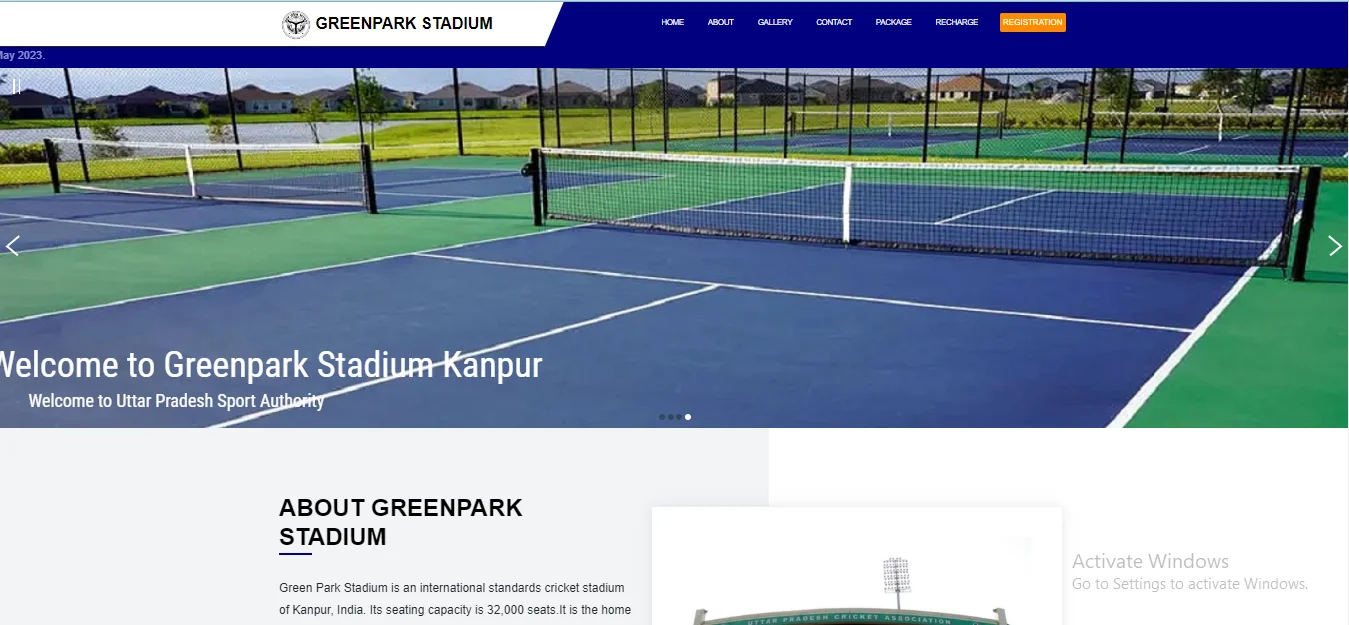 GREENPARK STADIUM
HOME
ABOUT
GALLERY
CONTACT
PACKAGE
RECHARGE
REGISTRATION
May 2023.
Welcome to Greenpark Stadium Kanpur
Welcome to Uttar Pradesh Sport Authority
ABOUT GREENPARK
STADIUM
Green Park Stadium is an international standards cricket stadium
of Kanpur, India. Its seating capacity is 32,000 seats.It is the home
UTTAR PRADESH CRICKET ASSOCIATION
Activate Windows
Go to Settings to activate Windows.